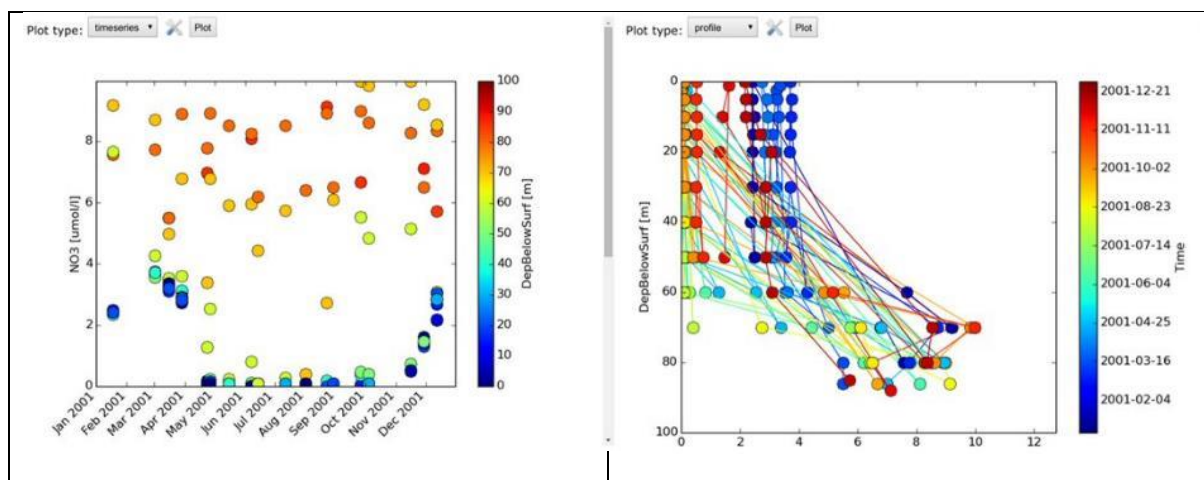 Plot type: timeseries Plot
NO3 [umol/l]
8
6
4
2
0
Jan 2001
Feb 2001
Mar 2001
Apr 2001
May 2001
Jun 2001
Jul 2001
Aug 2001
Sep 2001
Oct 2001
Nov 2001
Dec 2001
100
90
80
70
60
50
40
30
20
10
0
DepBelowSurf [m]
Plot type: profile Plot
DepBelowSurf [m]
0
20
40
60
80
100
0 2 4 6 8 10 12
2001-12-21
2001-11-11
2001-10-02
2001-08-23
2001-07-14
2001-06-04
2001-04-25
2001-03-16
2001-02-04
Time